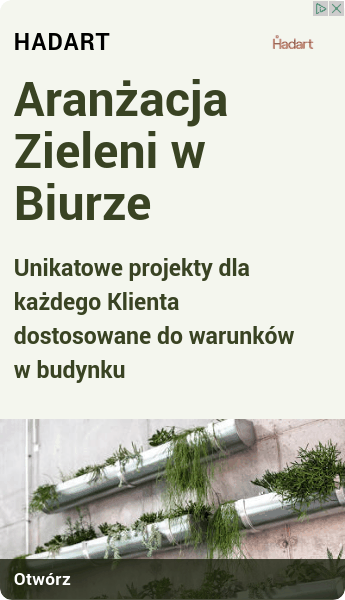 HADART
Hadart
Aranżacja
Zieleni w
Biurze
Unikatowe projekty dla
każdego Klienta
dostosowane do warunków
w budynku
Otwórz